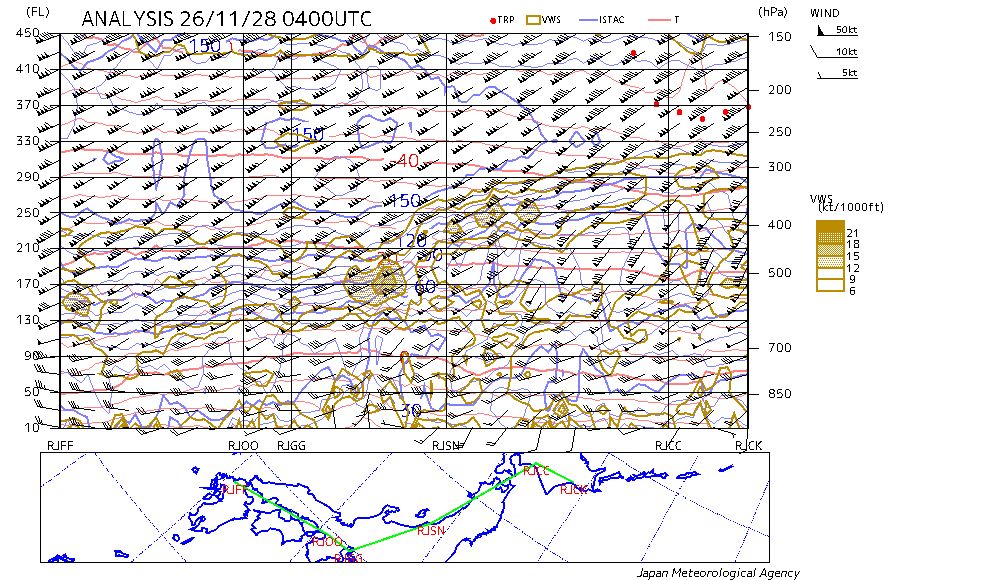 (FL)
ANALYSIS 26/11/28 0400UTC
TRP VWS ISTAC T
(hPa)
WIND
50kt
10kt
5kt
450
410
370
330
290
250
210
170
130
90
50
10
150
200
250
300
400
500
700
850
150
150
40
150
120
60
30
VWS
(kt/1000ft)
21
18
15
12
9
6
RJFF RJOO RJGG RJSN RJCC RJCK
RJFF
RJOO
RJGG
RJSN
RJCC
RJCK
Japan Meteorological Agency